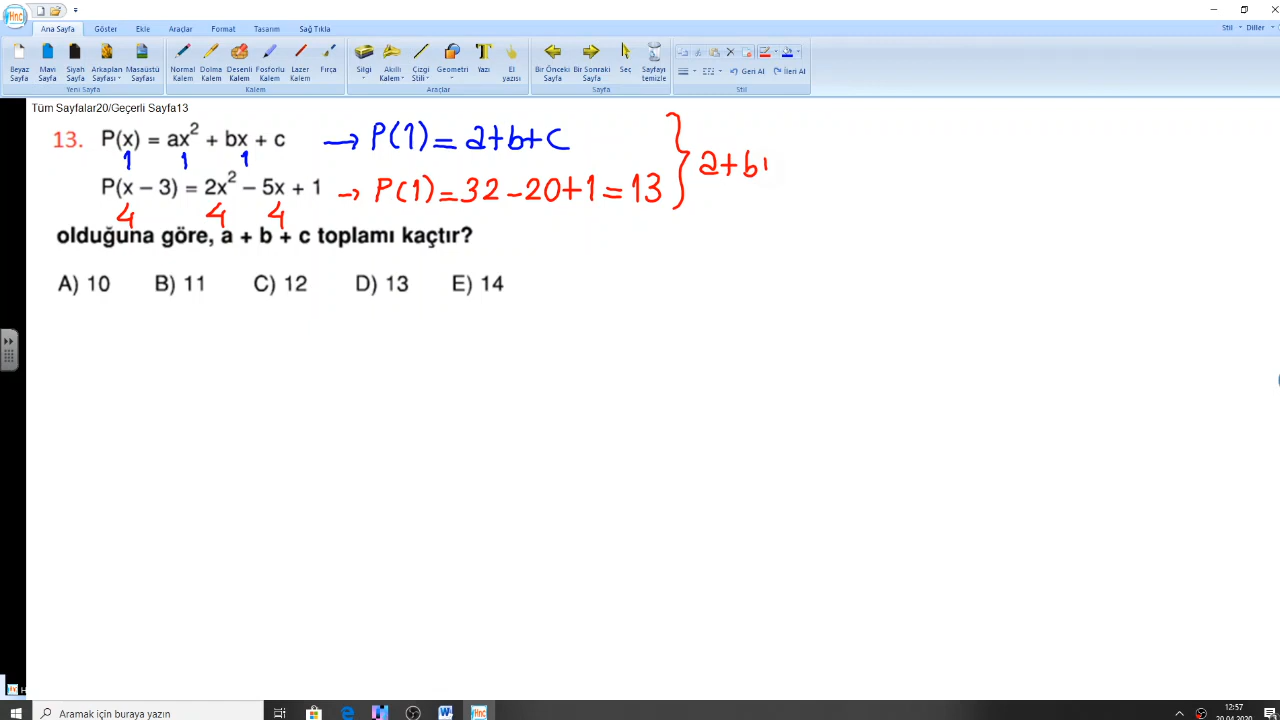 Hnc
Ana Sayfa Göster Ekle Araçlar Format Tasarım Sağ Tıkla
Stil Diller
Beyaz Sayfa Mavi Sayfa Siyah Sayfa Arkaplan Sayfası Masaüstü Sayfası
Normal Kalem Dolma Kalem Desenli Kalem Fosforlu Kalem Lazer Kalem Fırça
Silgi Akıllı Kalem Çizgi Stili Geometri Yazı El yazısı
Bir Önceki Sayfa Bir Sonraki Sayfa Seç Sayfayı temizle
Geri Al İleri Al
Yeni Sayfa Kalem Araçlar Sayfa Stil
Tüm Sayfalar20/Geçerli Sayfa13
13. P(x) = ax² + bx + c → P(1) = a+b+c
1 1 1
} a+b
P(x − 3) = 2x² − 5x + 1 → P(1) = 32 − 20 + 1 = 13
4 4 4
olduğuna göre, a + b + c toplamı kaçtır?
A) 10 B) 11 C) 12 D) 13 E) 14
Aramak için buraya yazın
12:57
20.04.2020